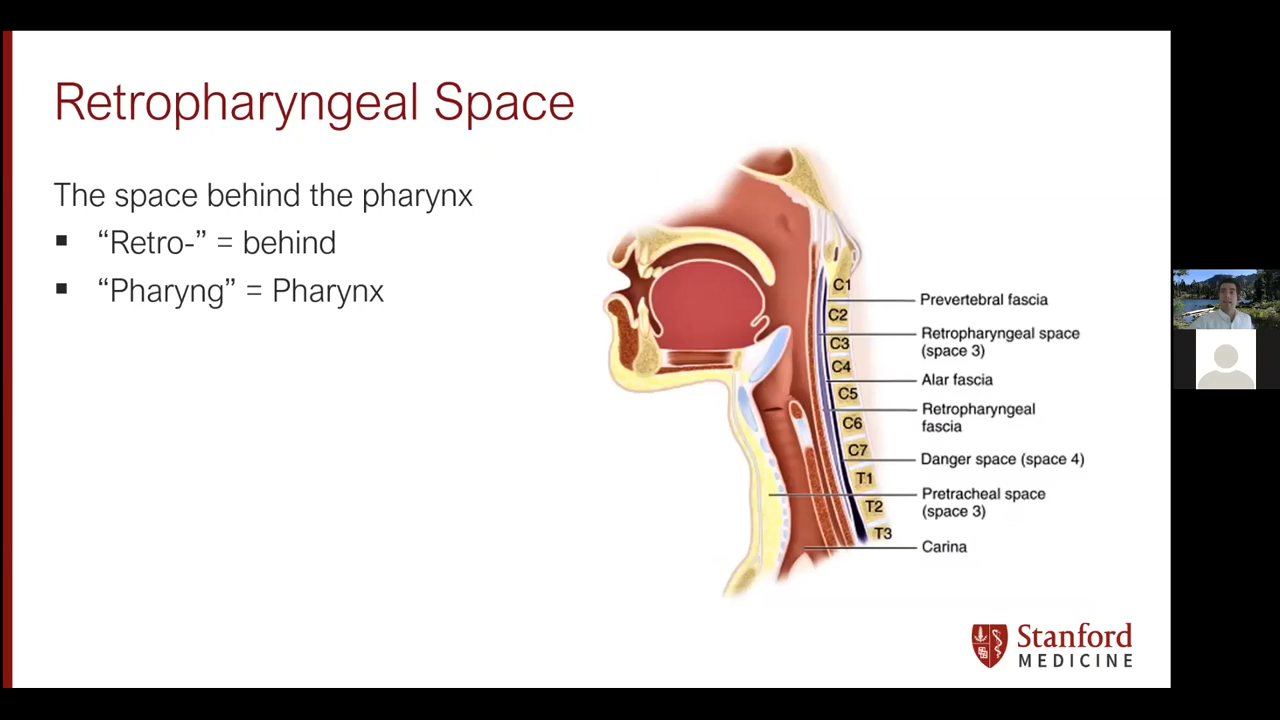 Retropharyngeal Space
The space behind the pharynx
▪ “Retro-” = behind
▪ “Pharyng” = Pharynx
C1
C2
C3
C4
C5
C6
C7
T1
T2
T3
Prevertebral fascia
Retropharyngeal space
(space 3)
Alar fascia
Retropharyngeal
fascia
Danger space (space 4)
Pretracheal space
(space 3)
Carina
Stanford
MEDICINE